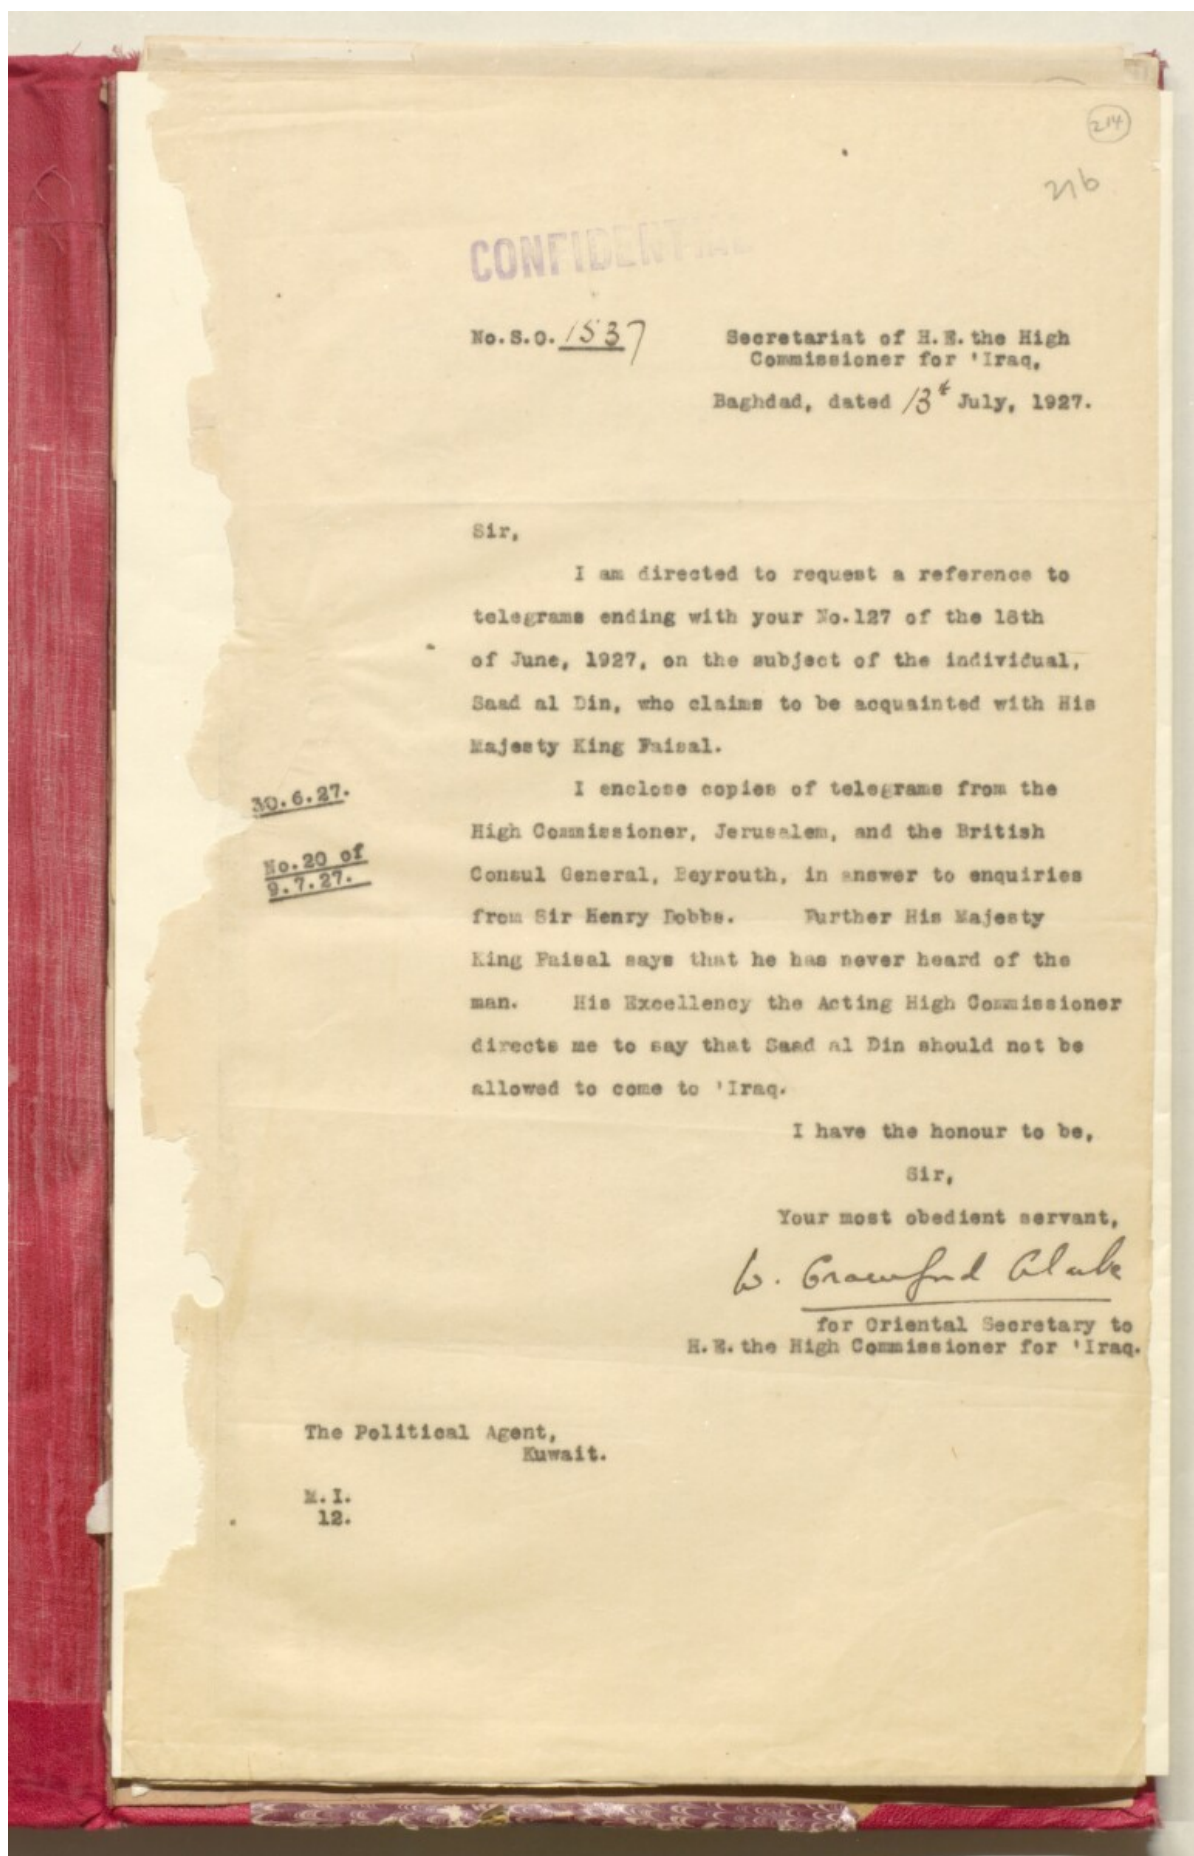 214
216
CONFIDENTIAL
No.S.O. 1537
Secretariat of H.E. the High
Commissioner for 'Iraq,
Baghdad, dated 13t July, 1927.
Sir,
I am directed to request a reference to
telegrams ending with your No.127 of the 18th
of June, 1927, on the subject of the individual,
Saad al Din, who claims to be acquainted with His
Majesty King Faisal.
30.6.27.
No.20 of
9.7.27.
I enclose copies of telegrams from the
High Commissioner, Jerusalem, and the British
Consul General, Beyrouth, in answer to enquiries
from Sir Henry Dobbs. Further His Majesty
King Faisal says that he has never heard of the
man. His Excellency the Acting High Commissioner
directs me to say that Saad al Din should not be
allowed to come to 'Iraq.
I have the honour to be,
Sir,
Your most obedient servant,
W. Crawford Clarke
for Oriental Secretary to
H.E. the High Commissioner for 'Iraq.
The Political Agent,
Kuwait.
M.I.
12.